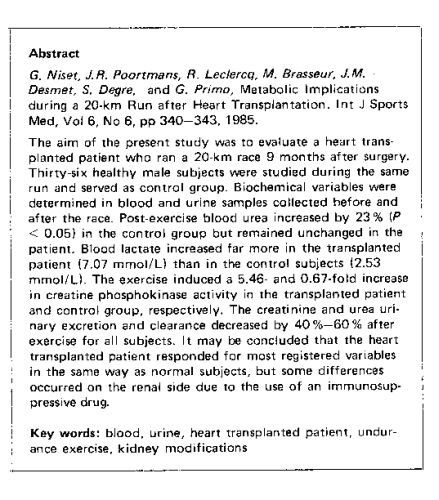 Abstract
G. Niset, J.R. Poortmans, R. Leclercq, M. Brasseur, J.M.
Desmet, S. Degre, and G. Primo, Metabolic Implications
during a 20-km Run after Heart Transplantation. Int J Sports
Med, Vol 6, No 6, pp 340–343, 1985.
The aim of the present study was to evaluate a heart trans-
planted patient who ran a 20-km race 9 months after surgery.
Thirty-six healthy male subjects were studied during the same
run and served as control group. Biochemical variables were
determined in blood and urine samples collected before and
after the race. Post-exercise blood urea increased by 23% (P
< 0.05) in the control group but remained unchanged in the
patient. Blood lactate increased far more in the transplanted
patient (7.07 mmol/L) than in the control subjects (2.53
mmol/L). The exercise induced a 5.46- and 0.67-fold increase
in creatine phosphokinase activity in the transplanted patient
and control group, respectively. The creatinine and urea uri-
nary excretion and clearance decreased by 40%–60% after
exercise for all subjects. It may be concluded that the heart
transplanted patient responded for most registered variables
in the same way as normal subjects, but some differences
occurred on the renal side due to the use of an immunosup-
pressive drug.
Key words: blood, urine, heart transplanted patient, undur-
ance exercise, kidney modifications